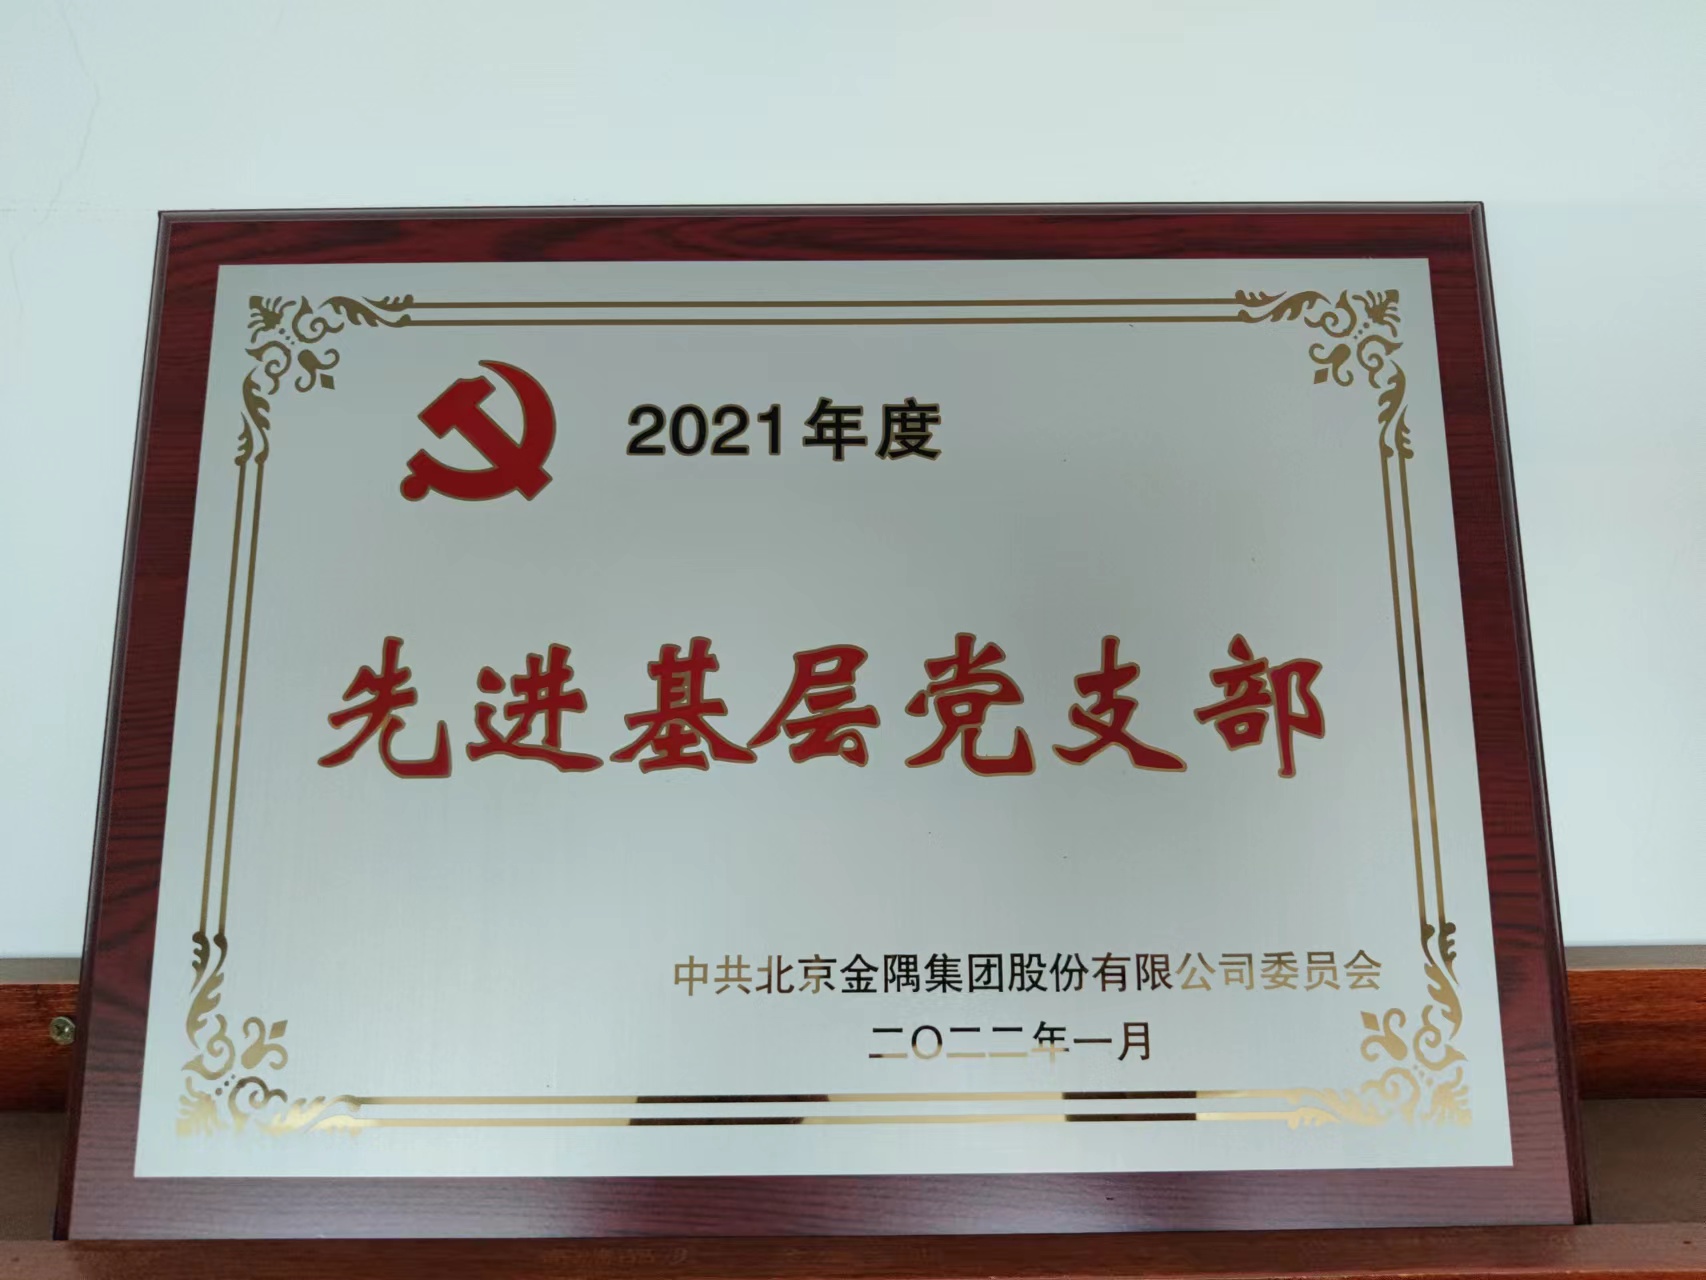 2021年度
先进基层党支部
中共北京金隅集团股份有限公司委员会
二〇二二年一月